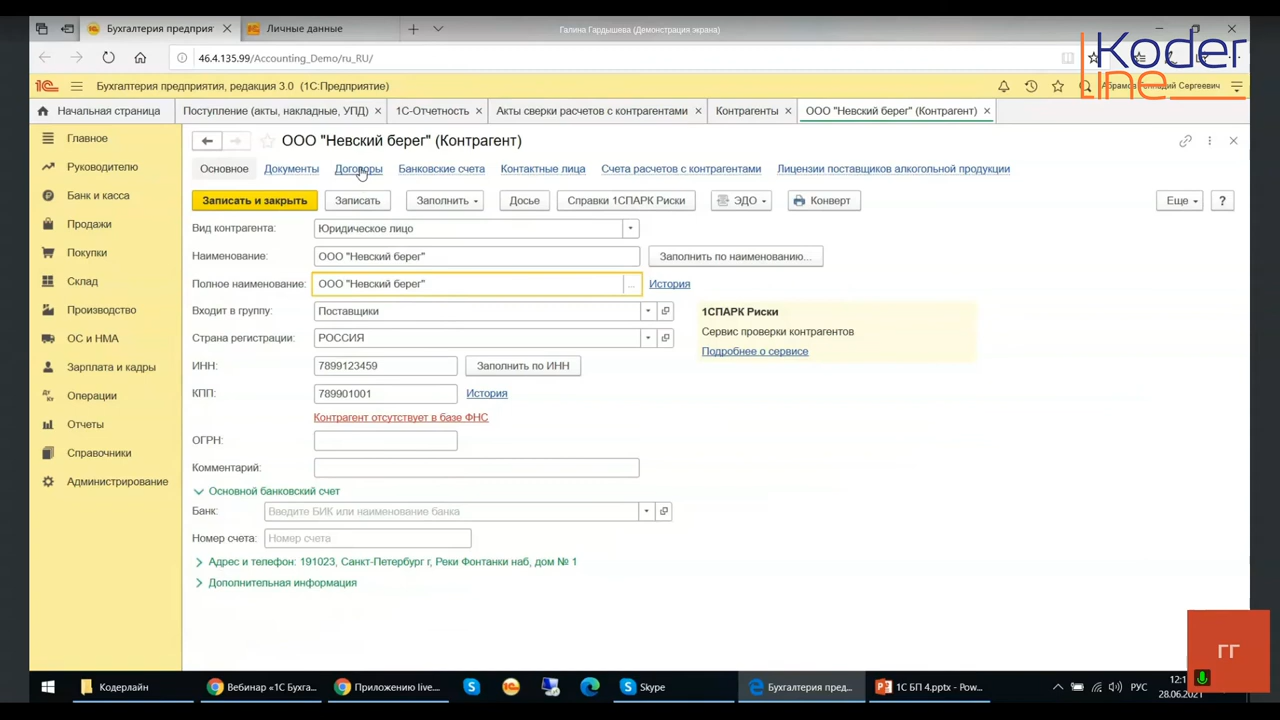 Бухгалтерия предприяти
Личные данные
Галина Гардышева (Демонстрация экрана)
46.4.135.99/Accounting_Demo/ru_RU/
Koder
line
1С
Бухгалтерия предприятия, редакция 3.0 (1С:Предприятие)
Абрамов Геннадий Сергеевич
Начальная страница
Поступление (акты, накладные, УПД)
1С-Отчетность
Акты сверки расчетов с контрагентами
Контрагенты
ООО "Невский берег" (Контрагент)
Главное
Руководителю
Банк и касса
Продажи
Покупки
Склад
Производство
ОС и НМА
Зарплата и кадры
Операции
Отчеты
Справочники
Администрирование
ООО "Невский берег" (Контрагент)
Основное
Документы
Договоры
Банковские счета
Контактные лица
Счета расчетов с контрагентами
Лицензии поставщиков алкогольной продукции
Записать и закрыть
Записать
Заполнить
Досье
Справки 1СПАРК Риски
ЭДО
Конверт
Еще
?
Вид контрагента: Юридическое лицо
Наименование: ООО "Невский берег" Заполнить по наименованию...
Полное наименование: ООО "Невский берег" ... История
Входит в группу: Поставщики
Страна регистрации: РОССИЯ
ИНН: 7899123459 Заполнить по ИНН
КПП: 789901001 История
Контрагент отсутствует в базе ФНС
ОГРН:
Комментарий:
Основной банковский счет
Банк: Введите БИК или наименование банка
Номер счета: Номер счета
Адрес и телефон: 191023, Санкт-Петербург г, Реки Фонтанки наб, дом № 1
Дополнительная информация
1СПАРК Риски
Сервис проверки контрагентов
Подробнее о сервисе
ГГ
Кодерлайн
Вебинар «1С Бухга...
Приложению live....
Skype
Бухгалтерия пред...
1С БП 4.pptx - Pow...
РУС
12:1
28.06.2021